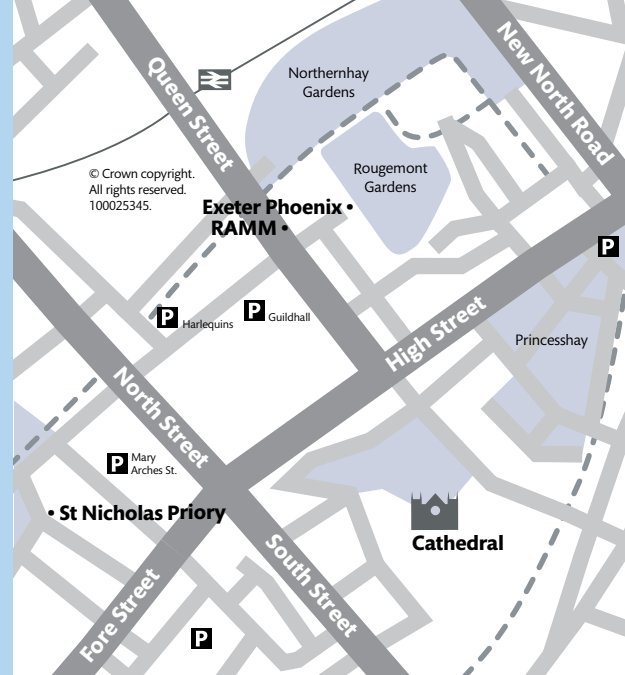 New North Road
Queen Street
Northernhay
Gardens
© Crown copyright.
All rights reserved.
100025345.
Rougemont
Gardens
Exeter Phoenix •
RAMM •
P
P
Harlequins
P
Guildhall
High Street
Princesshay
North Street
P
Mary
Arches St.
• St Nicholas Priory
Cathedral
South Street
Fore Street
P